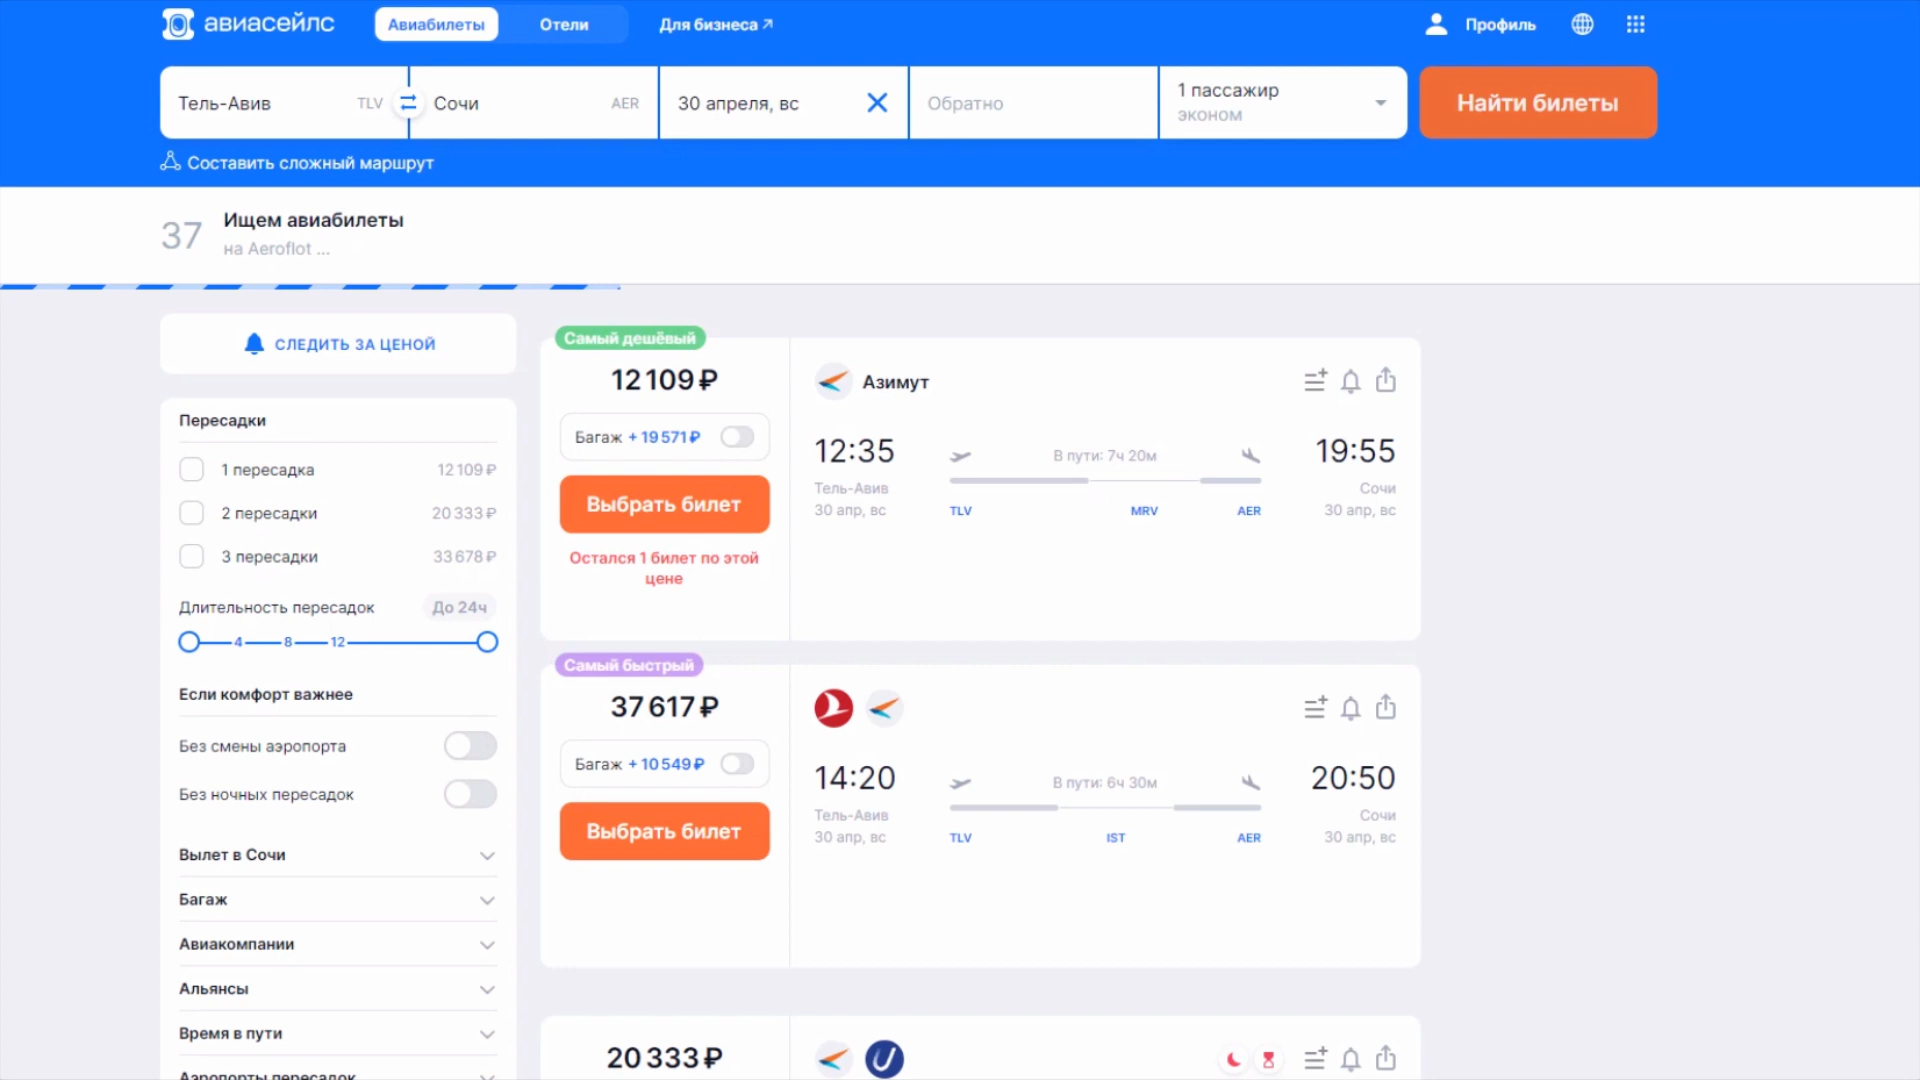 авиасейлс
Авиабилеты
Отели
Для бизнеса
Профиль
Тель-Авив TLV
Сочи AER
30 апреля, вс
Обратно
1 пассажир
эконом
Найти билеты
Составить сложный маршрут
37
Ищем авиабилеты
на Aeroflot ...
СЛЕДИТЬ ЗА ЦЕНОЙ
Пересадки
1 пересадка 12 109 ₽
2 пересадки 20 333 ₽
3 пересадки 33 678 ₽
Длительность пересадок До 24ч
4 8 12
Если комфорт важнее
Без смены аэропорта
Без ночных пересадок
Вылет в Сочи
Багаж
Авиакомпании
Альянсы
Время в пути
Аэропорты пересадок
Самый дешёвый
12 109 ₽
Багаж + 19 571 ₽
Выбрать билет
Остался 1 билет по этой
цене
Азимут
12:35 В пути: 7ч 20м 19:55
Тель-Авив Сочи
30 апр, вс TLV MRV AER 30 апр, вс
Самый быстрый
37 617 ₽
Багаж + 10 549 ₽
Выбрать билет
14:20 В пути: 6ч 30м 20:50
Тель-Авив Сочи
30 апр, вс TLV IST AER 30 апр, вс
20 333 ₽